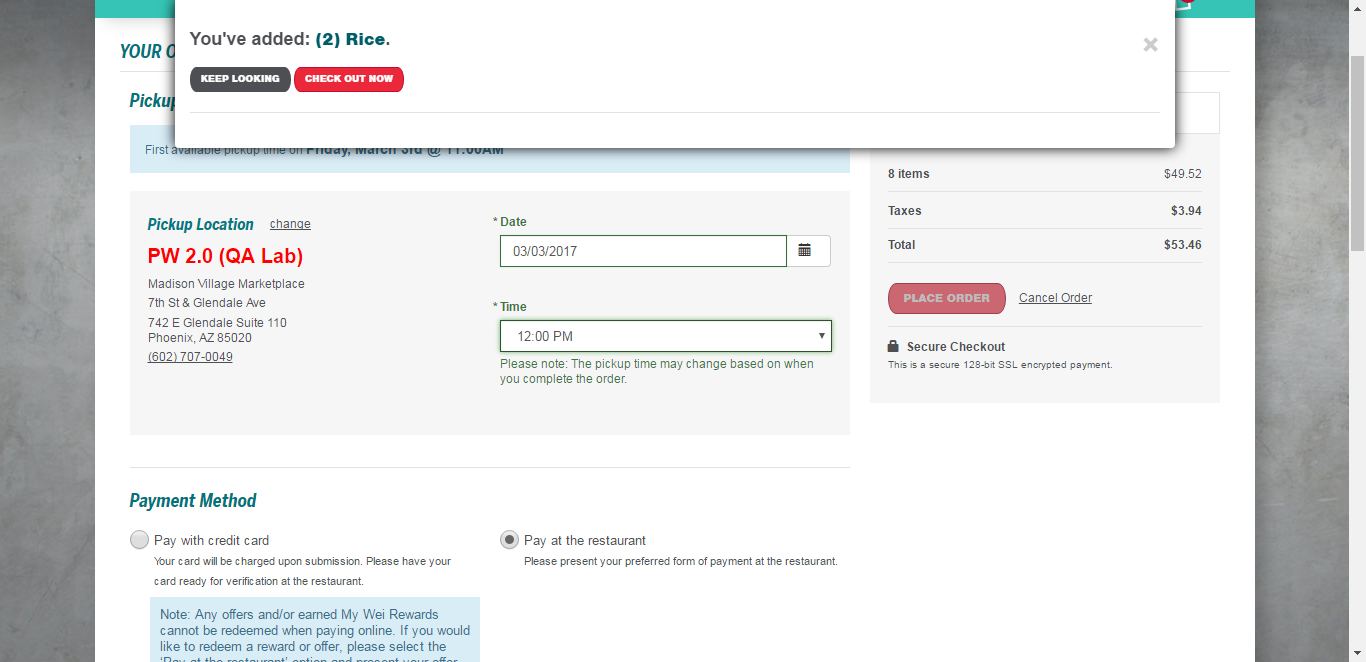 You've added: (2) Rice.
KEEP LOOKING CHECK OUT NOW
YOUR O
Pickup
First available pickup time on Friday, March 3rd @ 11:00AM
Pickup Location change
PW 2.0 (QA Lab)
Madison Village Marketplace
7th St & Glendale Ave
742 E Glendale Suite 110
Phoenix, AZ 85020
(602) 707-0049
* Date
03/03/2017
* Time
12:00 PM
Please note: The pickup time may change based on when
you complete the order.
8 items $49.52
Taxes $3.94
Total $53.46
PLACE ORDER Cancel Order
Secure Checkout
This is a secure 128-bit SSL encrypted payment.
Payment Method
Pay with credit card
Your card will be charged upon submission. Please have your
card ready for verification at the restaurant.
Note: Any offers and/or earned My Wei Rewards
cannot be redeemed when paying online. If you would
like to redeem a reward or offer, please select the
'Pay at the restaurant' option and present your offer
Pay at the restaurant
Please present your preferred form of payment at the restaurant.